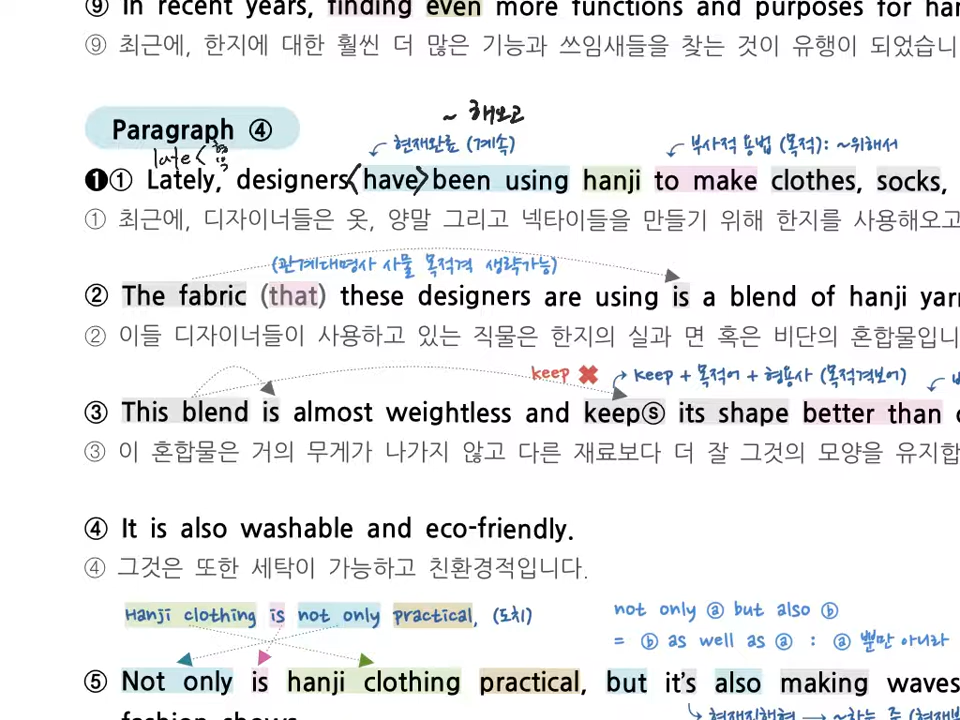 ⑨ In recent years, finding even more functions and purposes for han
⑨ 최근에, 한지에 대한 훨씬 더 많은 기능과 쓰임새들을 찾는 것이 유행이 되었습니
~ 해오고
Paragraph ④
late < 형
현재완료 (계속)
부사적 용법 (목적): ~위해서
❶① Lately, designers <have> been using hanji to make clothes, socks,
① 최근에, 디자이너들은 옷, 양말 그리고 넥타이들을 만들기 위해 한지를 사용해오고
(관계대명사 사물 목적격 생략가능)
② The fabric (that) these designers are using is a blend of hanji yarn
② 이들 디자이너들이 사용하고 있는 직물은 한지의 실과 면 혹은 비단의 혼합물입니
keep ✖ keep + 목적어 + 형용사 (목적격보어)
③ This blend is almost weightless and keepⓢ its shape better than
③ 이 혼합물은 거의 무게가 나가지 않고 다른 재료보다 더 잘 그것의 모양을 유지합
④ It is also washable and eco-friendly.
④ 그것은 또한 세탁이 가능하고 친환경적입니다.
Hanji clothing is not only practical, (도치)
not only ⓐ but also ⓑ
= ⓑ as well as ⓐ : ⓐ 뿐만 아니라
⑤ Not only is hanji clothing practical, but it's also making waves
현재진행형 → ~하는 중
fashion shows.